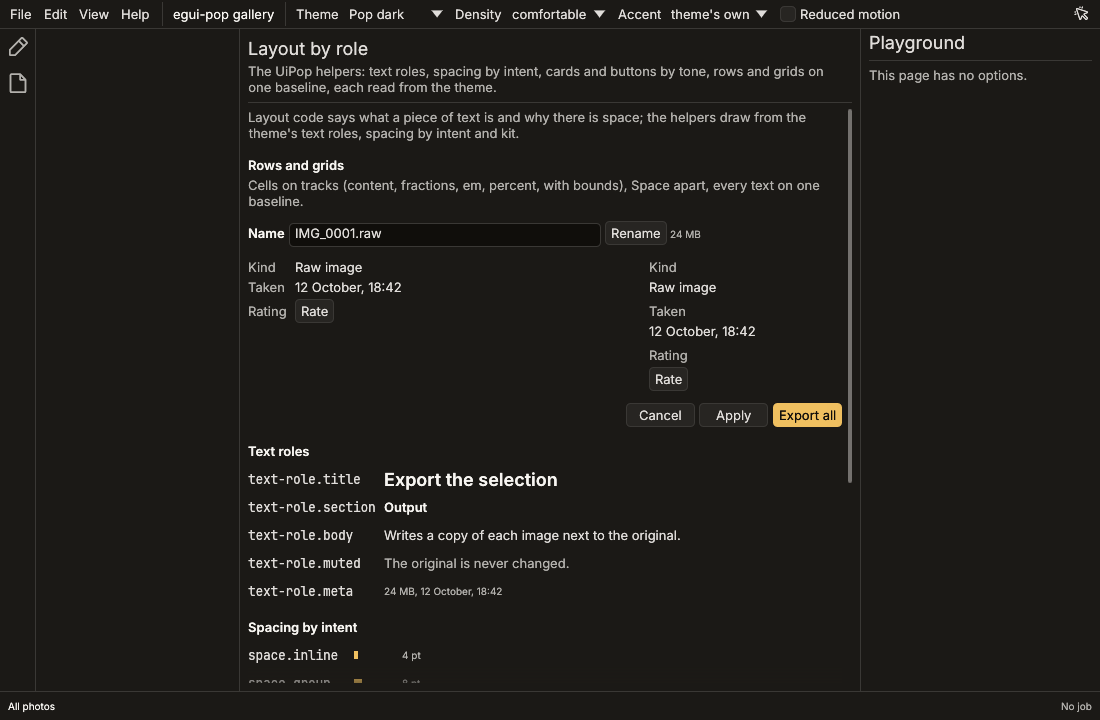 File Edit View Help egui-pop gallery Theme Pop dark Density comfortable Accent theme's own Reduced motion
Layout by role
The UiPop helpers: text roles, spacing by intent, cards and buttons by tone, rows and grids on
one baseline, each read from the theme.
Layout code says what a piece of text is and why there is space; the helpers draw from the
theme's text roles, spacing by intent and kit.
Rows and grids
Cells on tracks (content, fractions, em, percent, with bounds), Space apart, every text on one
baseline.
Name IMG_0001.raw Rename 24 MB
Kind Raw image
Taken 12 October, 18:42
Rating Rate
Kind
Raw image
Taken
12 October, 18:42
Rating
Rate
Cancel Apply Export all
Text roles
text-role.title Export the selection
text-role.section Output
text-role.body Writes a copy of each image next to the original.
text-role.muted The original is never changed.
text-role.meta 24 MB, 12 October, 18:42
Spacing by intent
space.inline 4 pt
space.group 8 pt
Playground
This page has no options.
All photos No job